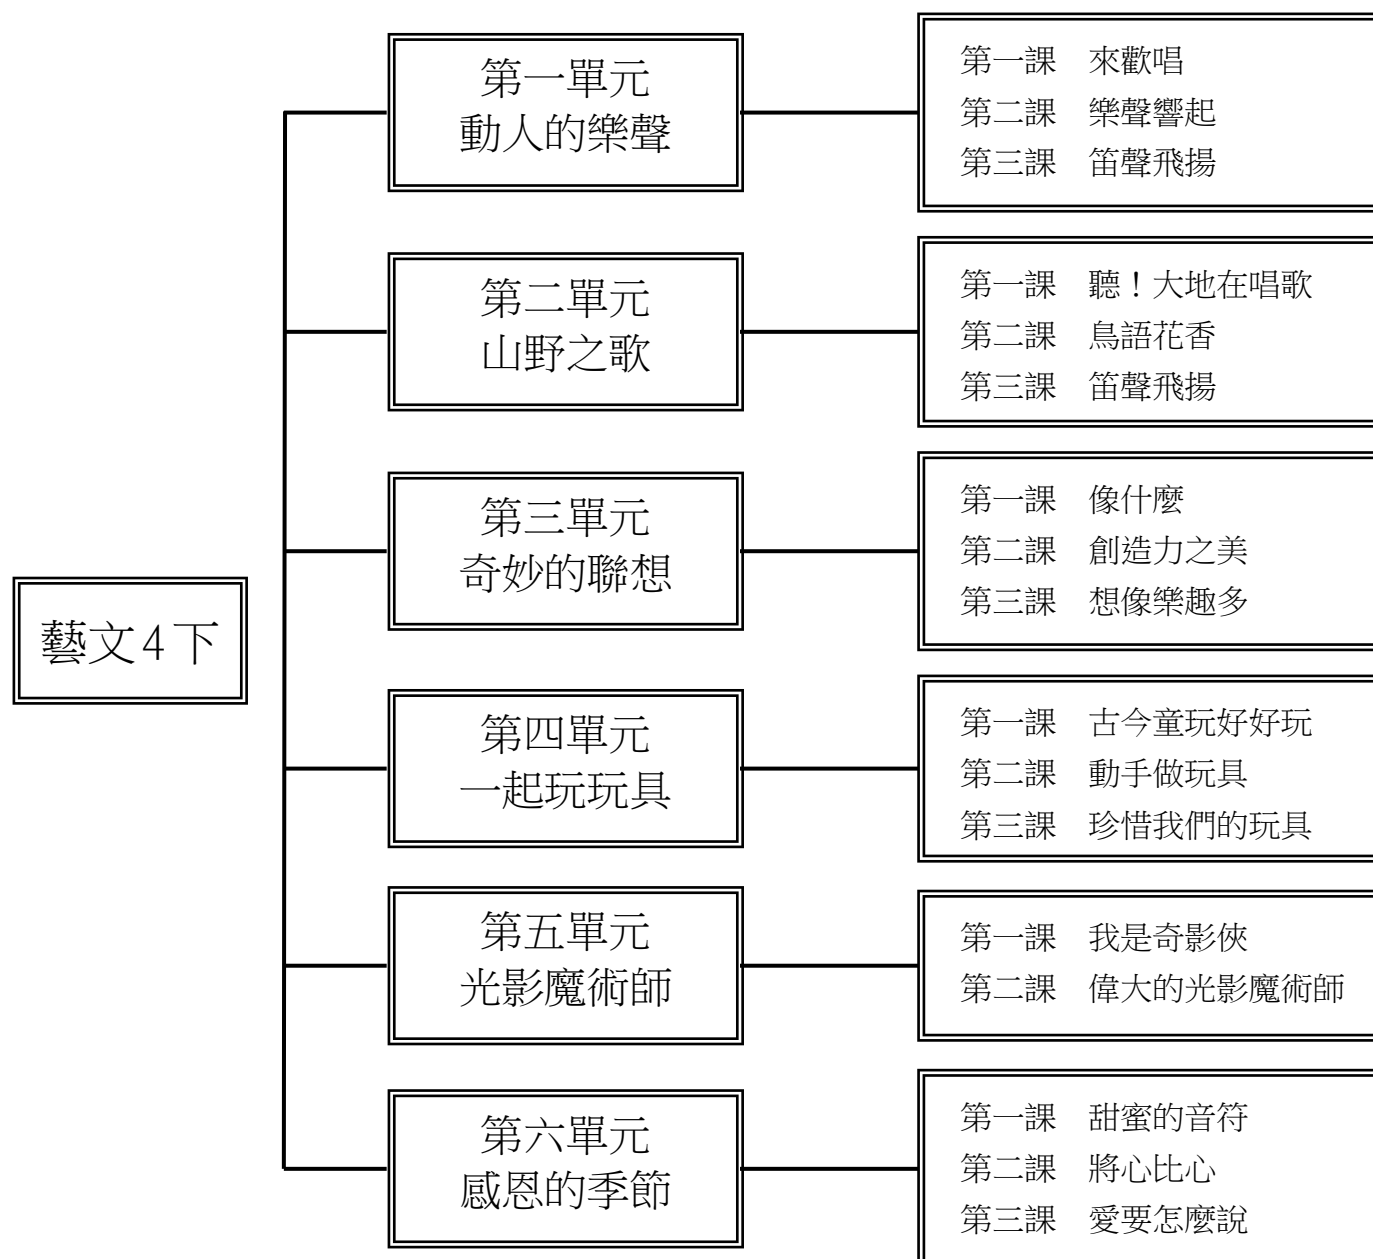 藝文4下
第一單元
動人的樂聲
第一課　來歡唱
第二課　樂聲響起
第三課　笛聲飛揚
第二單元
山野之歌
第一課　聽！大地在唱歌
第二課　鳥語花香
第三課　笛聲飛揚
第三單元
奇妙的聯想
第一課　像什麼
第二課　創造力之美
第三課　想像樂趣多
第四單元
一起玩玩具
第一課　古今童玩好好玩
第二課　動手做玩具
第三課　珍惜我們的玩具
第五單元
光影魔術師
第一課　我是奇影俠
第二課　偉大的光影魔術師
第六單元
感恩的季節
第一課　甜蜜的音符
第二課　將心比心
第三課　愛要怎麼說